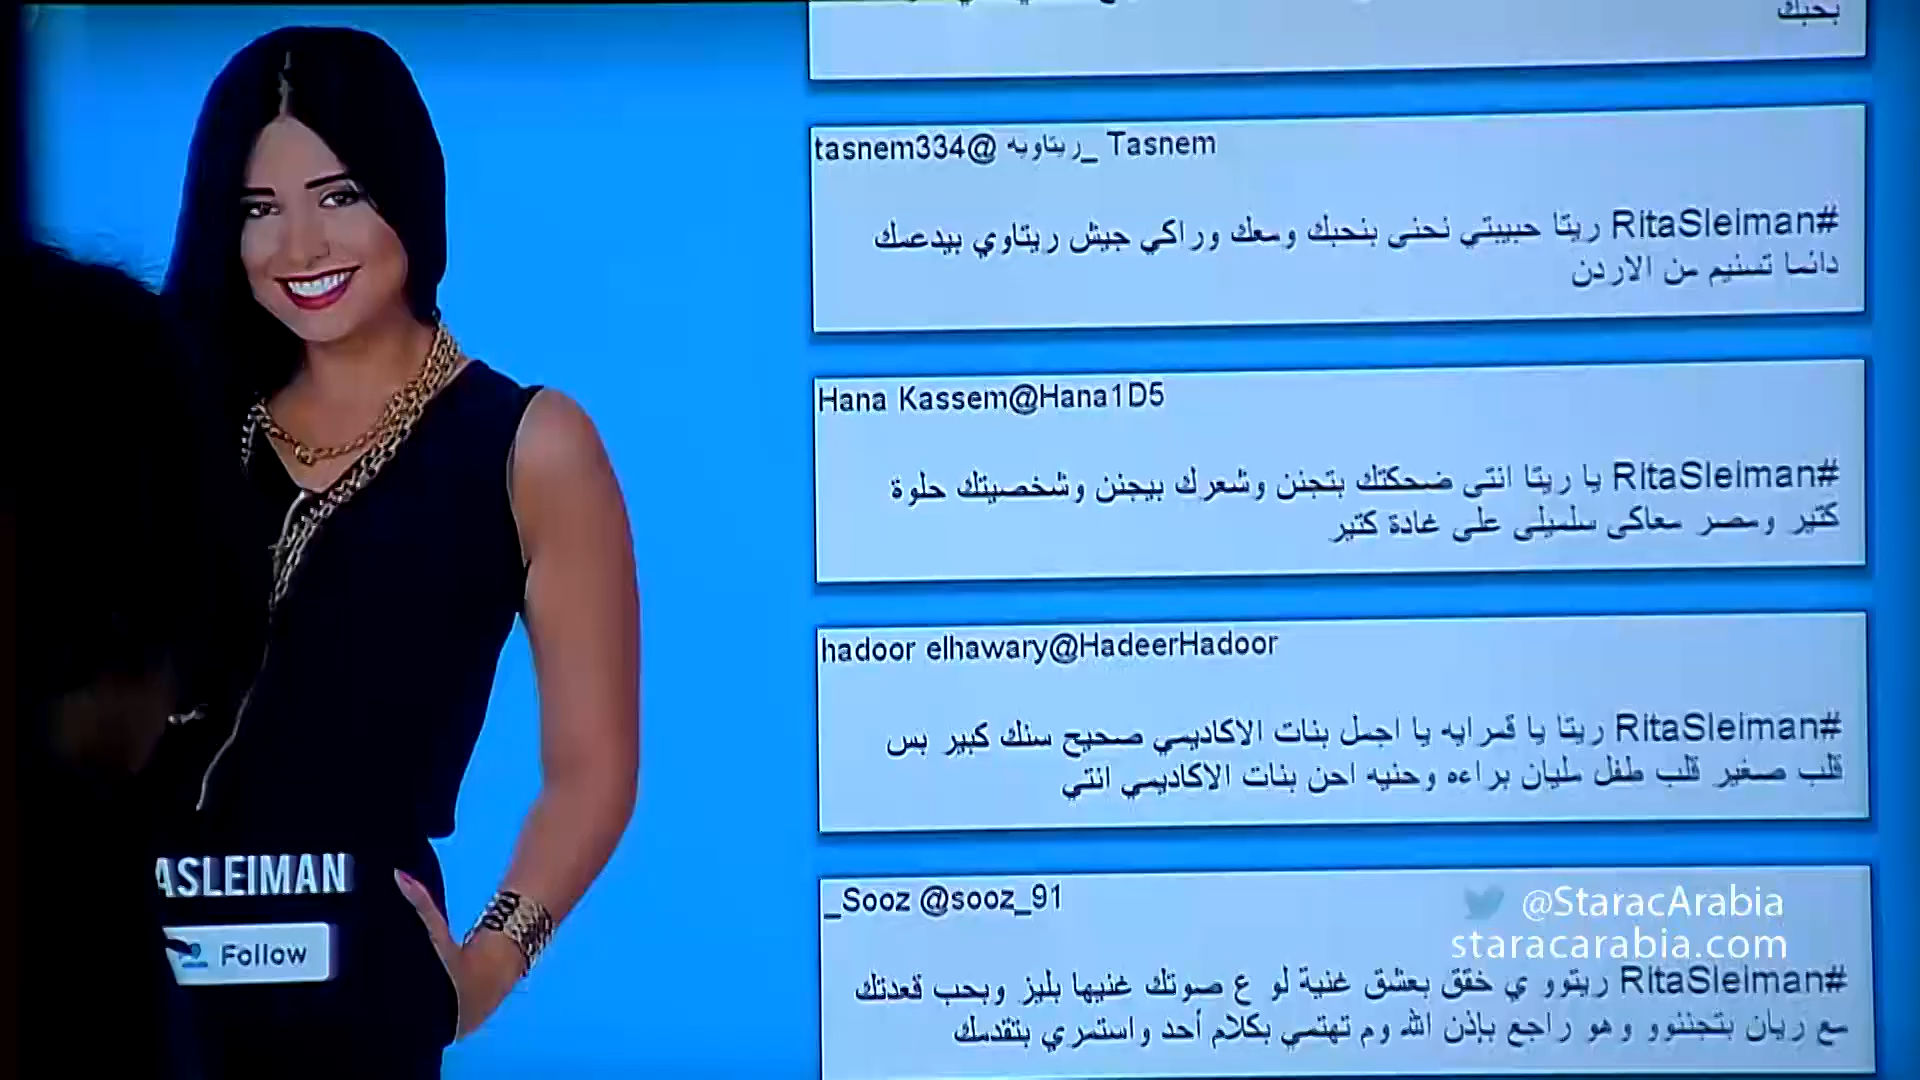 بحبك
tasnem334@ ريتاويه_ Tasnem
#RitaSleiman ريتا حبيبتي نحنى بنحبك ومعك وراكي جيش ريتاوي بيدعمك
دائما تسنيم من الاردن
Hana Kassem@Hana1D5
#RitaSleiman يا ريتا انتى ضحكتك بتجنن وشعرك بيجنن وشخصيتك حلوة
كتير ومصر معاكى سلميلى على غادة كتير
hadoor elhawary@HadeerHadoor
#RitaSleiman ريتا يا قمرايه يا اجمل بنات الاكاديمي صحيح سنك كبير بس
قلب صغير قلب طفل مليان براءه وحنيه احن بنات الاكاديمي انتي
_Sooz @sooz_91
#RitaSleiman ريتوو ي خقق بعشق غنية لو ع صوتك غنيها بليز وبحب قعدتك
مع ريان بتجننوو وهو راجع بإذن الله وم تهتمي بكلام أحد واستمري بتقدمك
ASLEIMAN
Follow
@StaracArabia
staracarabia.com